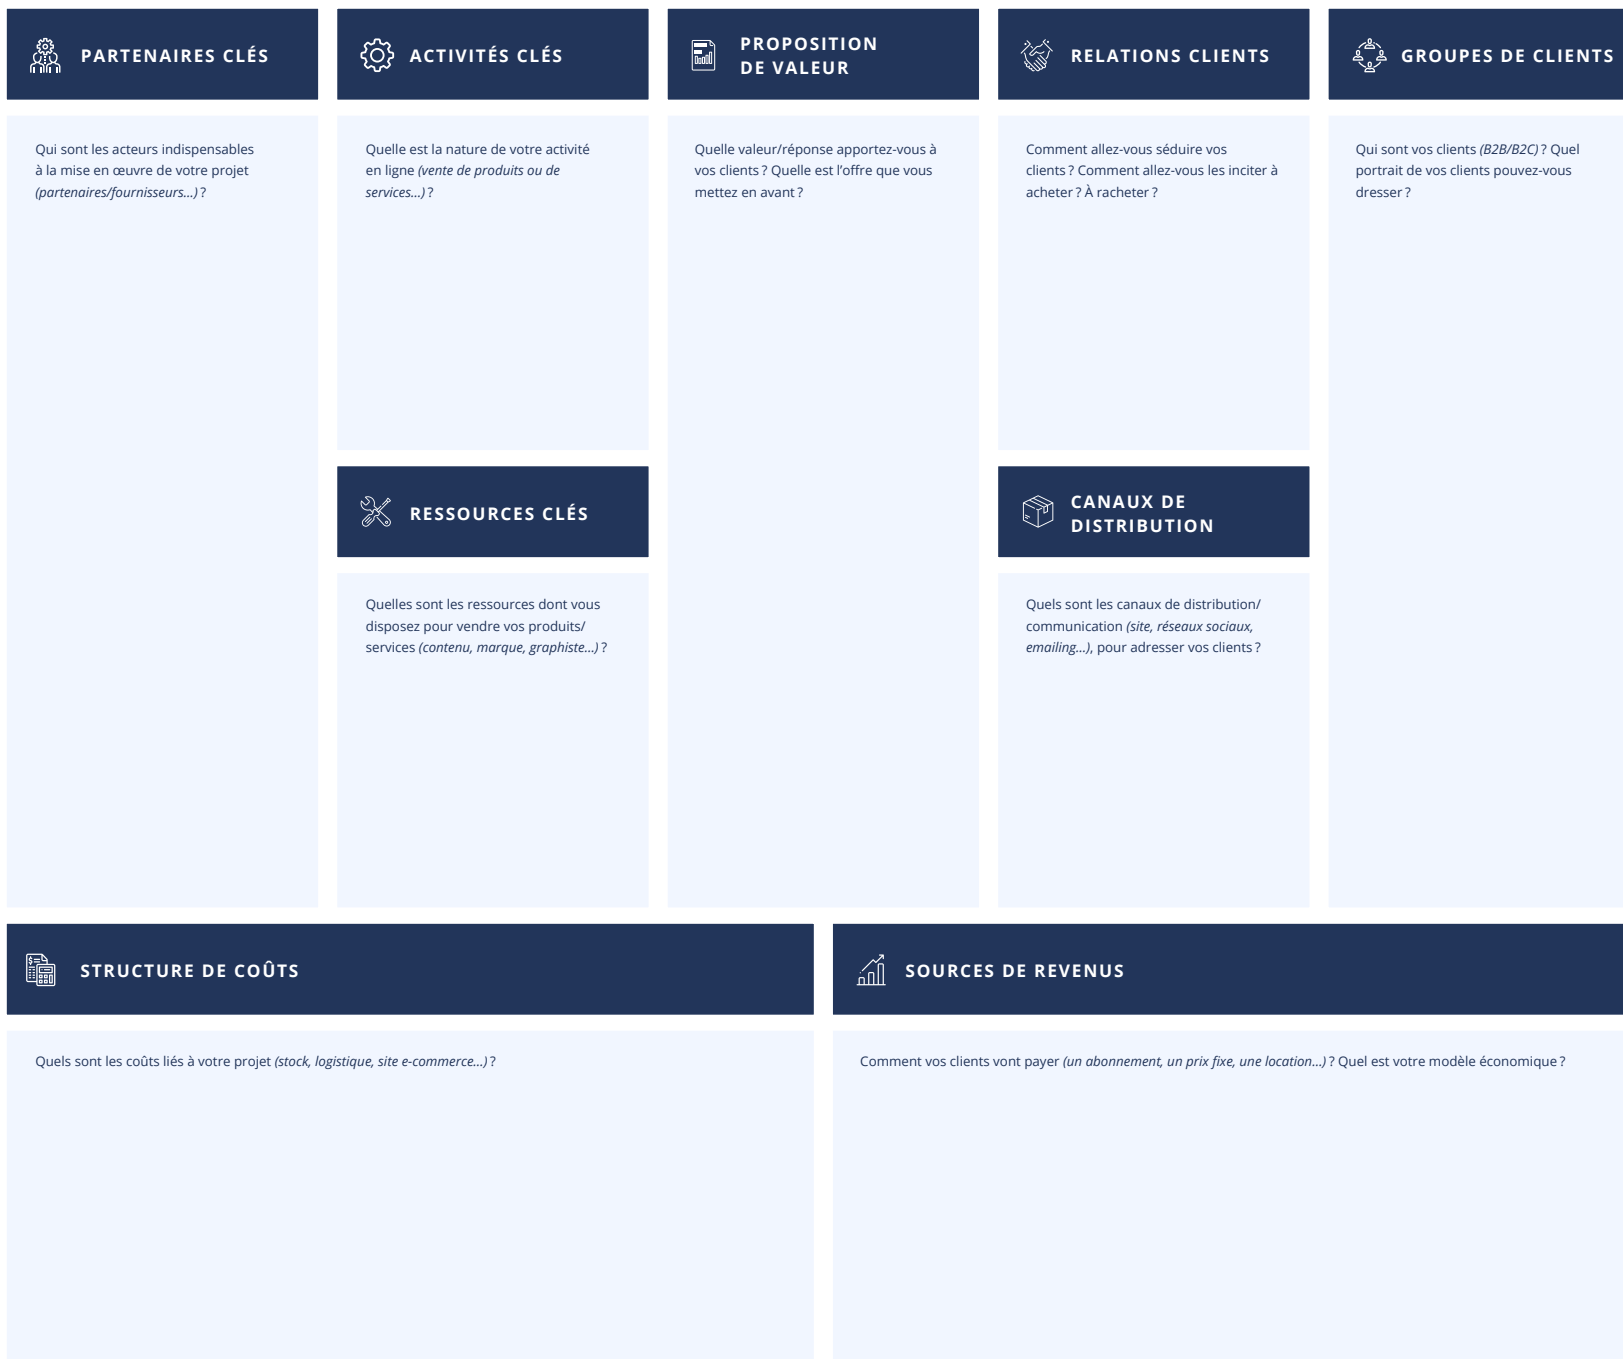 PARTENAIRES CLÉS
Qui sont les acteurs indispensables
à la mise en œuvre de votre projet
(partenaires/fournisseurs...) ?
ACTIVITÉS CLÉS
Quelle est la nature de votre activité
en ligne (vente de produits ou de
services...) ?
RESSOURCES CLÉS
Quelles sont les ressources dont vous
disposez pour vendre vos produits/
services (contenu, marque, graphiste...) ?
PROPOSITION
DE VALEUR
Quelle valeur/réponse apportez-vous à
vos clients ? Quelle est l’offre que vous
mettez en avant ?
RELATIONS CLIENTS
Comment allez-vous séduire vos
clients ? Comment allez-vous les inciter à
acheter ? À racheter ?
CANAUX DE
DISTRIBUTION
Quels sont les canaux de distribution/
communication (site, réseaux sociaux,
emailing...), pour adresser vos clients ?
GROUPES DE CLIENTS
Qui sont vos clients (B2B/B2C) ? Quel
portrait de vos clients pouvez-vous
dresser ?
STRUCTURE DE COÛTS
Quels sont les coûts liés à votre projet (stock, logistique, site e-commerce...) ?
SOURCES DE REVENUS
Comment vos clients vont payer (un abonnement, un prix fixe, une location...) ? Quel est votre modèle économique ?